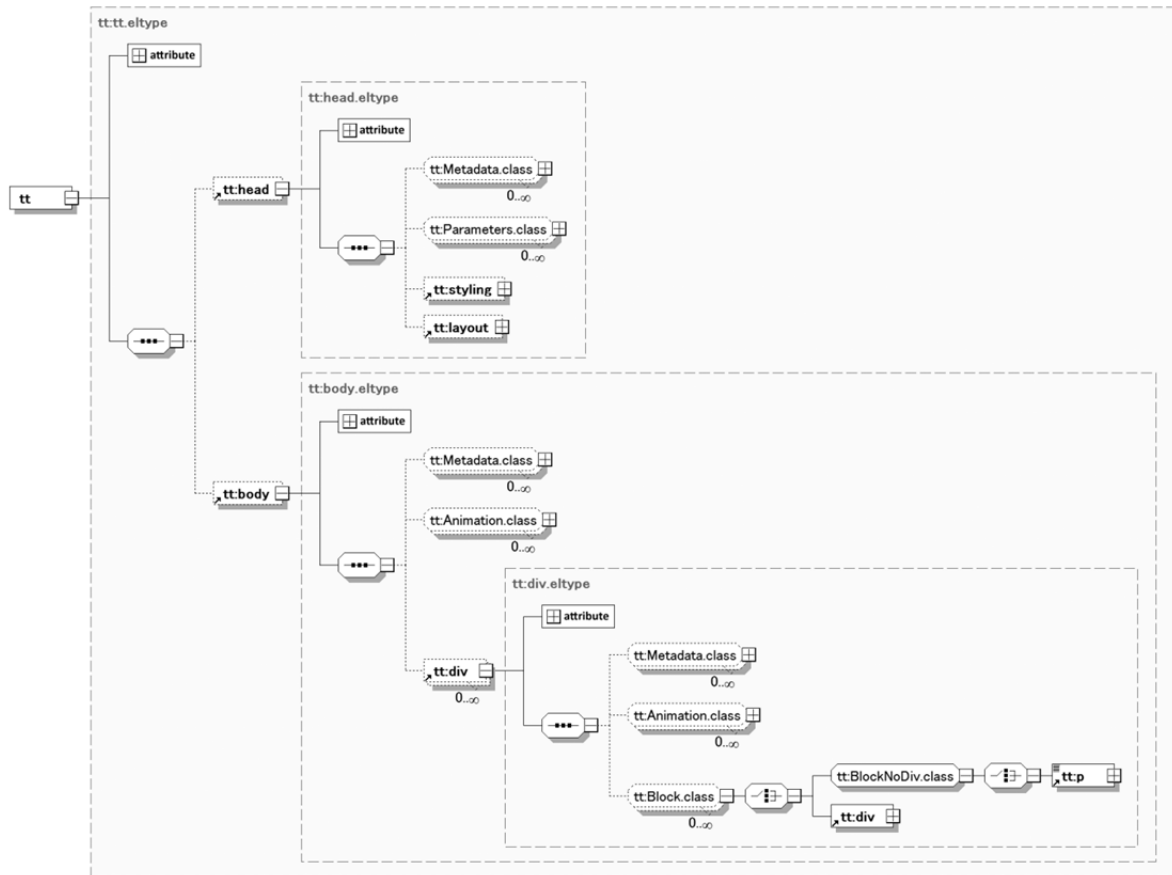 tt:tt.eltype
attribute
tt:head.eltype
attribute
tt:Metadata.class
0..∞
tt
tt:head
tt:Parameters.class
0..∞
tt:styling
tt:layout
tt:body.eltype
attribute
tt:Metadata.class
0..∞
tt:body
tt:Animation.class
0..∞
tt:div.eltype
attribute
tt:div
0..∞
tt:Metadata.class
0..∞
tt:Animation.class
0..∞
tt:BlockNoDiv.class
tt:p
tt:Block.class
0..∞
tt:div